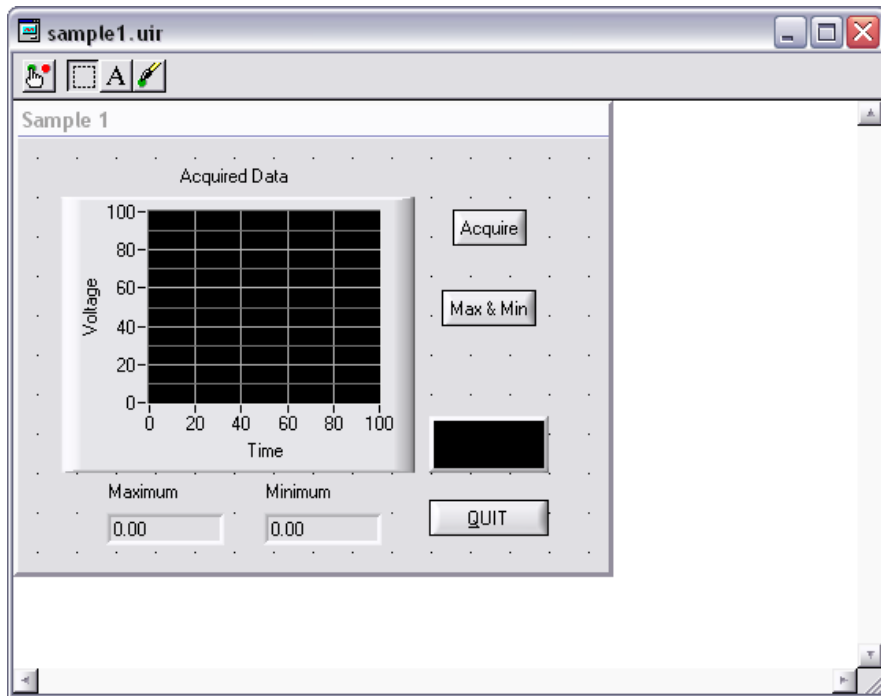 sample1.uir
A
Sample 1
Acquired Data
100
80
60
40
20
0
Voltage
0 20 40 60 80 100
Time
Acquire
Max & Min
Maximum Minimum
0.00 0.00
QUIT